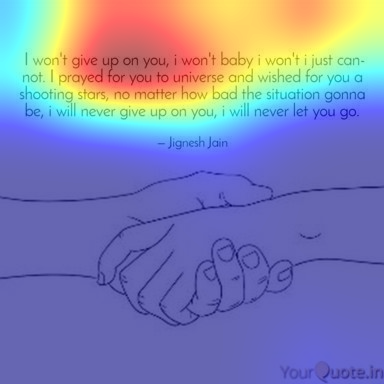 I won't give up on you, i won't baby i won't i just can-
not. I prayed for you to universe and wished for you a
shooting stars, no matter how bad the situation gonna
be, i will never give up on you, i will never let you go.
— Jignesh Jain
YourQuote.in